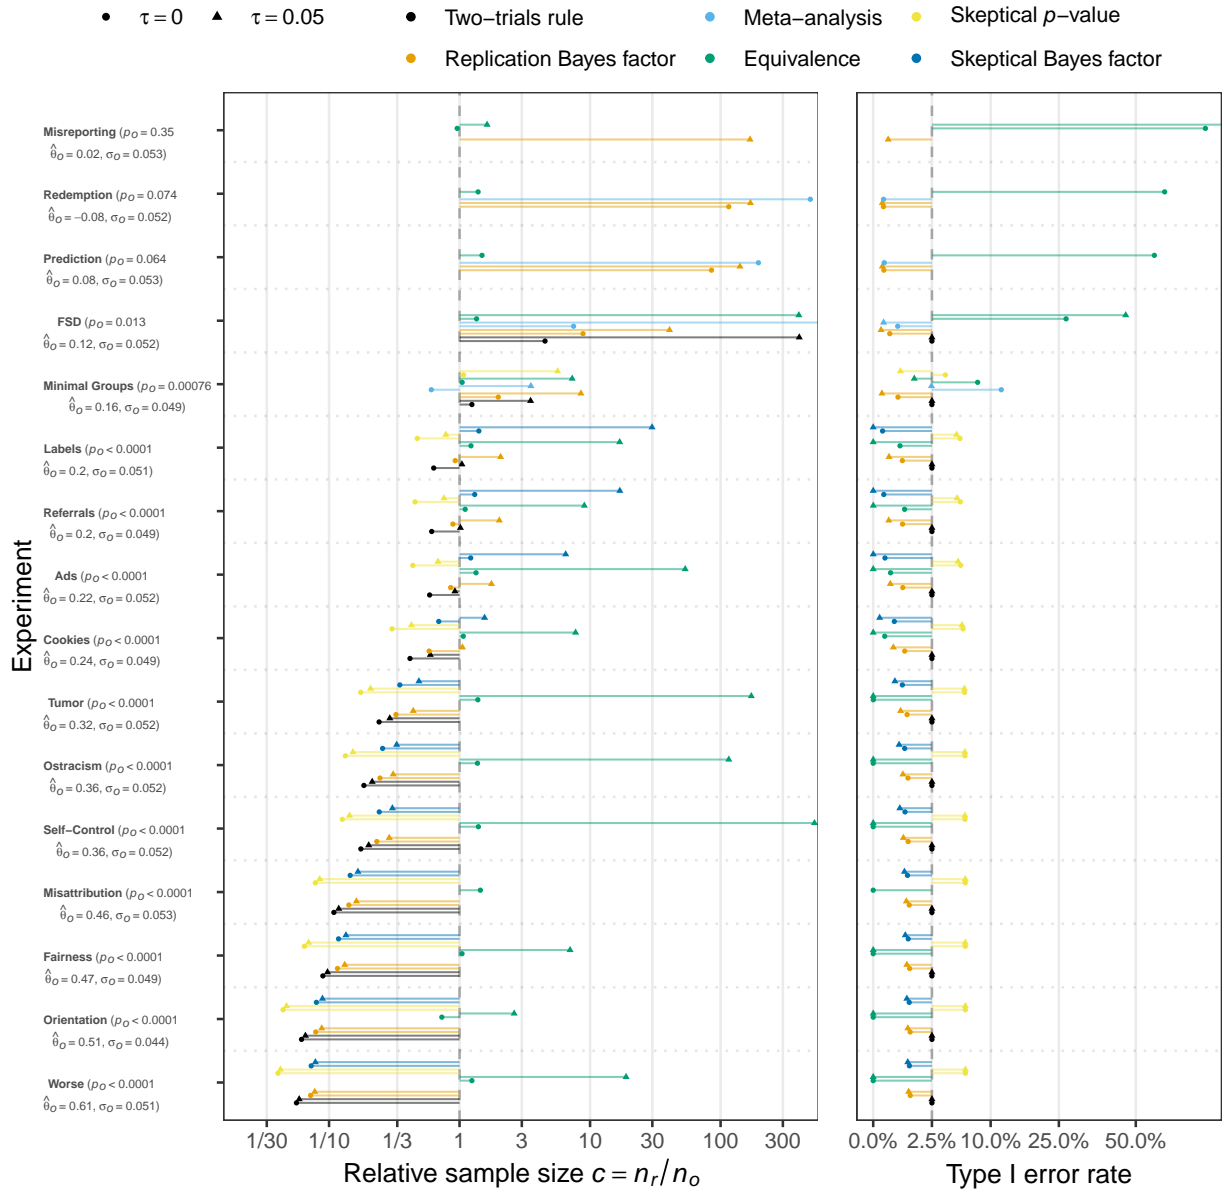 τ = 0 τ = 0.05 Two−trials rule Meta−analysis Skeptical p−value
Replication Bayes factor Equivalence Skeptical Bayes factor
Experiment
Misreporting (pₒ = 0.35
θ̂ₒ = 0.02, σₒ = 0.053)
Redemption (pₒ = 0.074
θ̂ₒ = −0.08, σₒ = 0.052)
Prediction (pₒ = 0.064
θ̂ₒ = 0.08, σₒ = 0.053)
FSD (pₒ = 0.013
θ̂ₒ = 0.12, σₒ = 0.052)
Minimal Groups (pₒ = 0.00076
θ̂ₒ = 0.16, σₒ = 0.049)
Labels (pₒ < 0.0001
θ̂ₒ = 0.2, σₒ = 0.051)
Referrals (pₒ < 0.0001
θ̂ₒ = 0.2, σₒ = 0.049)
Ads (pₒ < 0.0001
θ̂ₒ = 0.22, σₒ = 0.052)
Cookies (pₒ < 0.0001
θ̂ₒ = 0.24, σₒ = 0.049)
Tumor (pₒ < 0.0001
θ̂ₒ = 0.32, σₒ = 0.052)
Ostracism (pₒ < 0.0001
θ̂ₒ = 0.36, σₒ = 0.052)
Self−Control (pₒ < 0.0001
θ̂ₒ = 0.36, σₒ = 0.052)
Misattribution (pₒ < 0.0001
θ̂ₒ = 0.46, σₒ = 0.053)
Fairness (pₒ < 0.0001
θ̂ₒ = 0.47, σₒ = 0.049)
Orientation (pₒ < 0.0001
θ̂ₒ = 0.51, σₒ = 0.044)
Worse (pₒ < 0.0001
θ̂ₒ = 0.61, σₒ = 0.051)
1/30 1/10 1/3 1 3 10 30 100 300 0.0% 2.5% 10.0% 25.0% 50.0%
Relative sample size c = nᵣ/nₒ Type I error rate